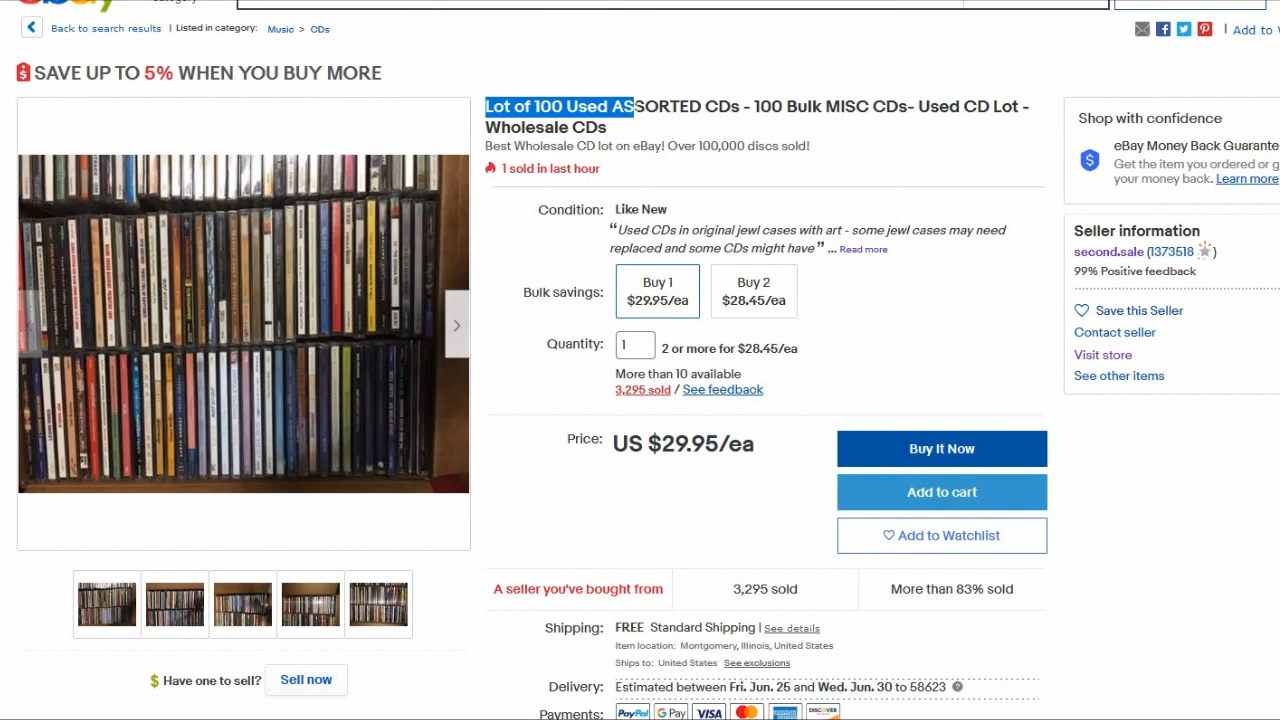 ebay
Back to search results | Listed in category: Music > CDs
| Add to
SAVE UP TO 5% WHEN YOU BUY MORE
Lot of 100 Used ASSORTED CDs - 100 Bulk MISC CDs- Used CD Lot -
Wholesale CDs
Best Wholesale CD lot on eBay! Over 100,000 discs sold!
1 sold in last hour
Condition: Like New
“Used CDs in original jewl cases with art - some jewl cases may need
replaced and some CDs might have” ... Read more
Bulk savings:
Buy 1
$29.95/ea
Buy 2
$28.45/ea
Quantity: 1 2 or more for $28.45/ea
More than 10 available
3,295 sold / See feedback
Price: US $29.95/ea
Buy It Now
Add to cart
Add to Watchlist
A seller you've bought from
3,295 sold
More than 83% sold
Shipping: FREE Standard Shipping | See details
Item location: Montgomery, Illinois, United States
Ships to: United States See exclusions
Delivery: Estimated between Fri. Jun. 25 and Wed. Jun. 30 to 58623
Payments: PayPal G Pay VISA MasterCard DISCOVER
Have one to sell? Sell now
Shop with confidence
eBay Money Back Guarante
Get the item you ordered or g
your money back. Learn more
Seller information
second.sale (1373518)
99% Positive feedback
Save this Seller
Contact seller
Visit store
See other items